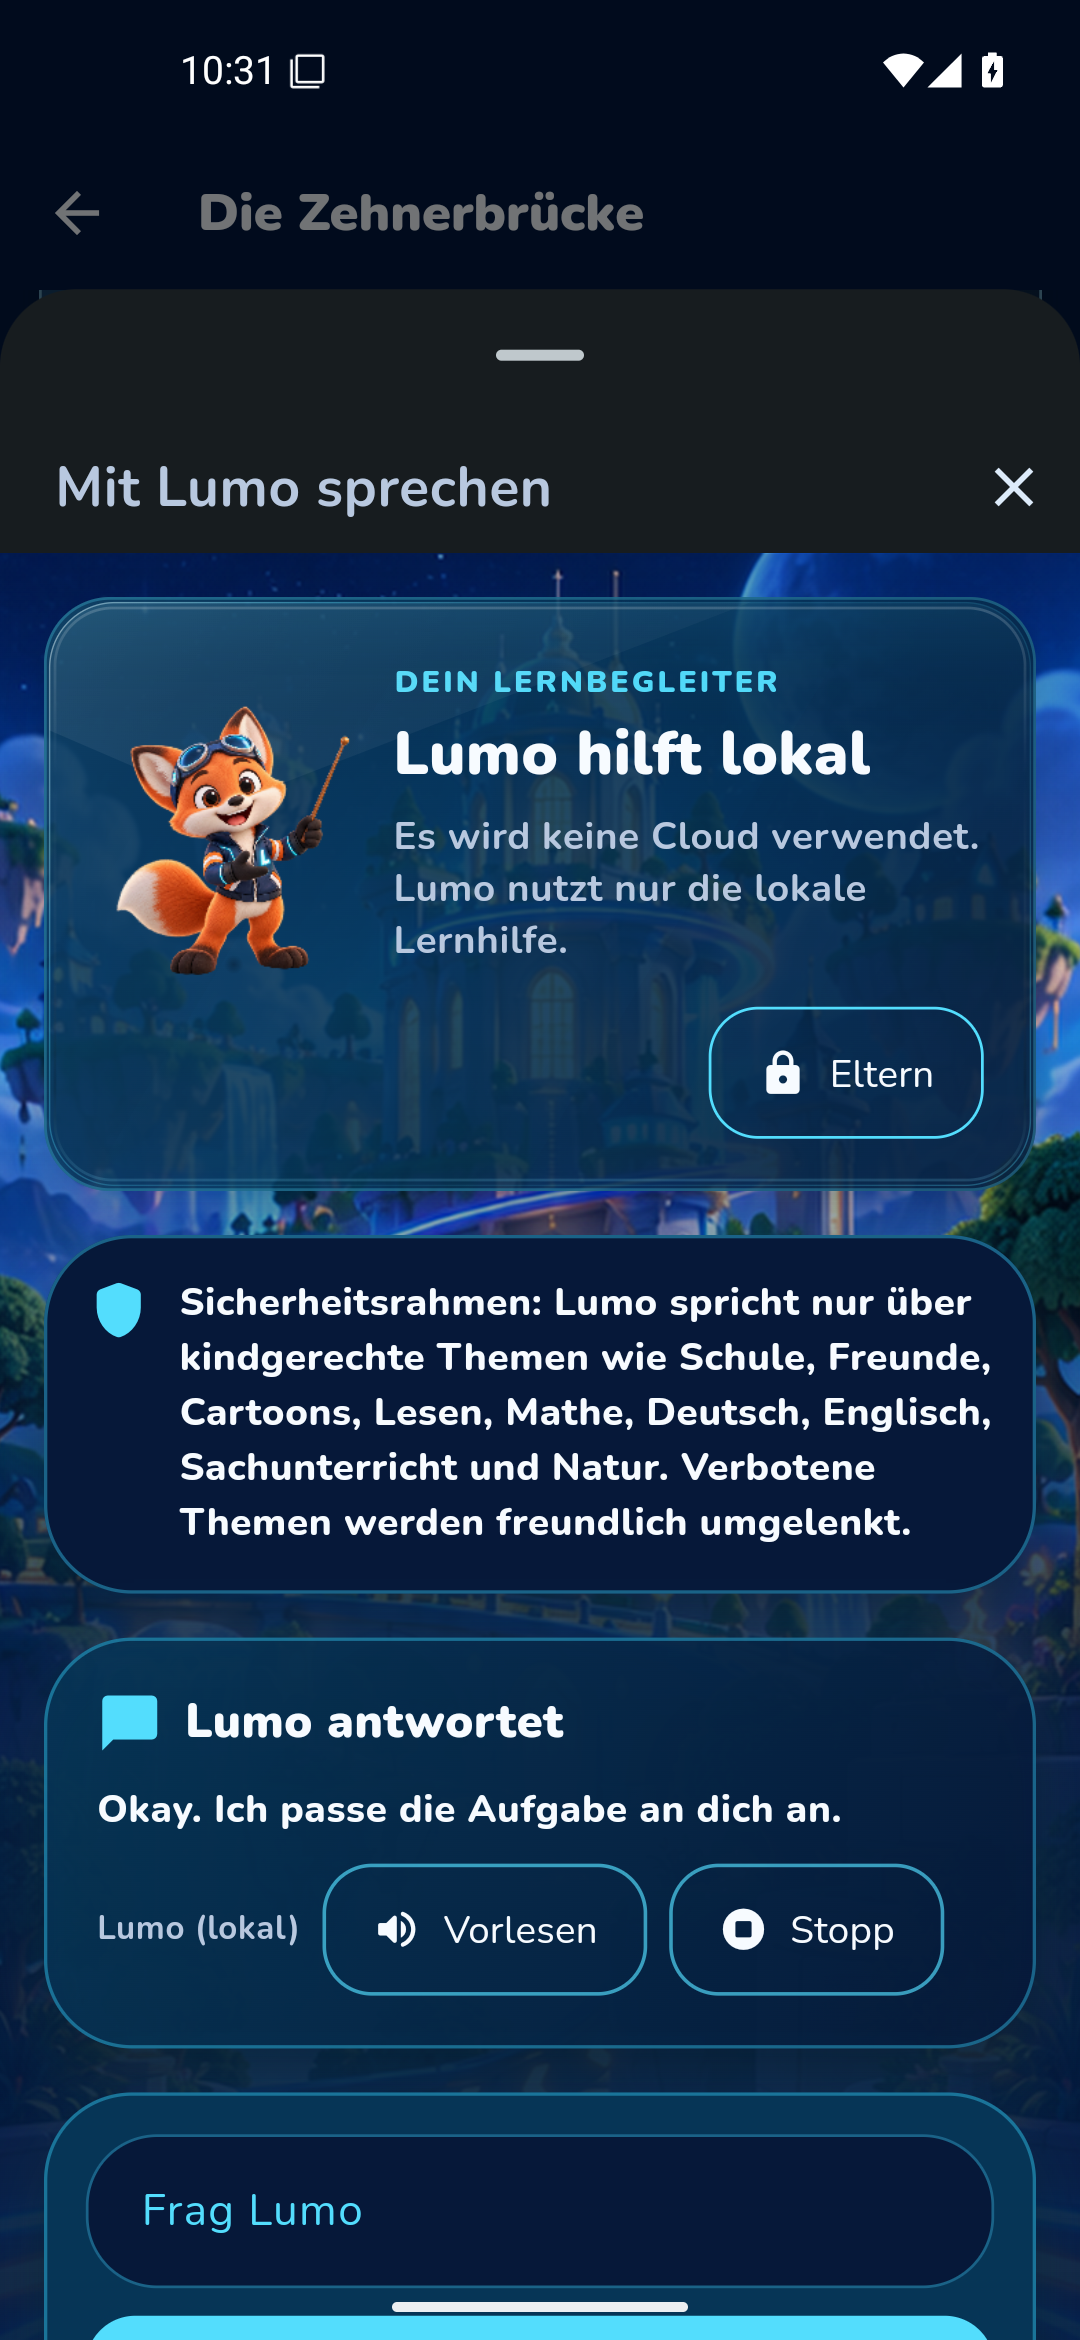 10:31
Die Zehnerbrücke
Mit Lumo sprechen
DEIN LERNBEGLEITER
Lumo hilft lokal
Es wird keine Cloud verwendet.
Lumo nutzt nur die lokale
Lernhilfe.
Eltern
Sicherheitsrahmen: Lumo spricht nur über
kindgerechte Themen wie Schule, Freunde,
Cartoons, Lesen, Mathe, Deutsch, Englisch,
Sachunterricht und Natur. Verbotene
Themen werden freundlich umgelenkt.
Lumo antwortet
Okay. Ich passe die Aufgabe an dich an.
Lumo (lokal)
Vorlesen
Stopp
Frag Lumo